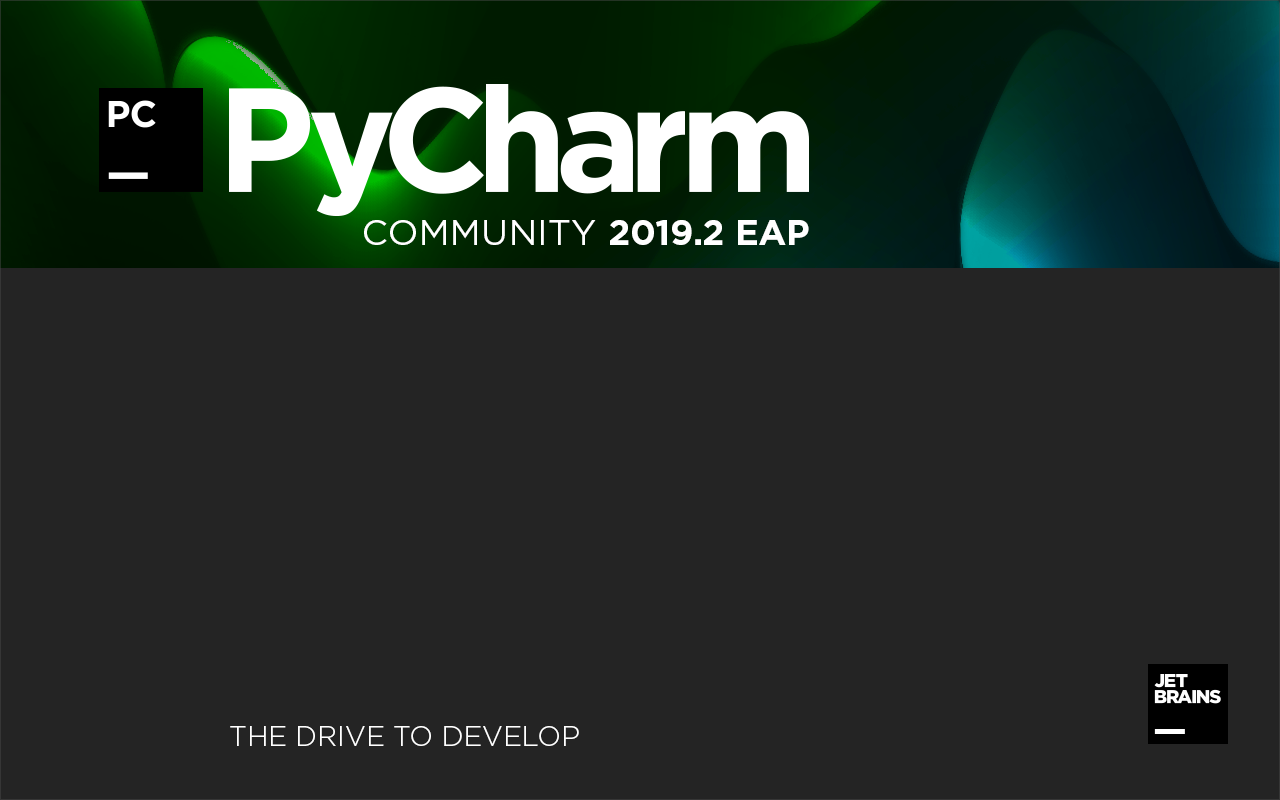 PC
PyCharm
COMMUNITY 2019.2 EAP
JET
BRAINS
THE DRIVE TO DEVELOP